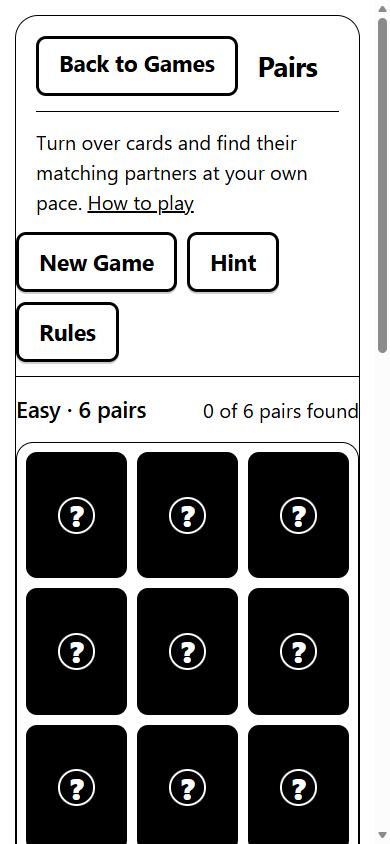 Back to Games
Pairs
Turn over cards and find their
matching partners at your own
pace. How to play
New Game
Hint
Rules
Easy · 6 pairs
0 of 6 pairs found
? ? ?
? ? ?
? ? ?